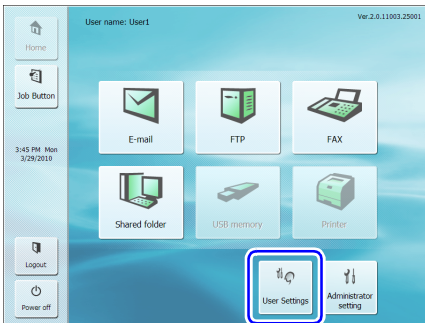 Home
User name: User1
Ver.2.0.11003.25001
Job Button
E-mail
FTP
FAX
3:45 PM Mon
3/29/2010
Shared folder
USB memory
Printer
Logout
Power off
User Settings
Administrator
setting